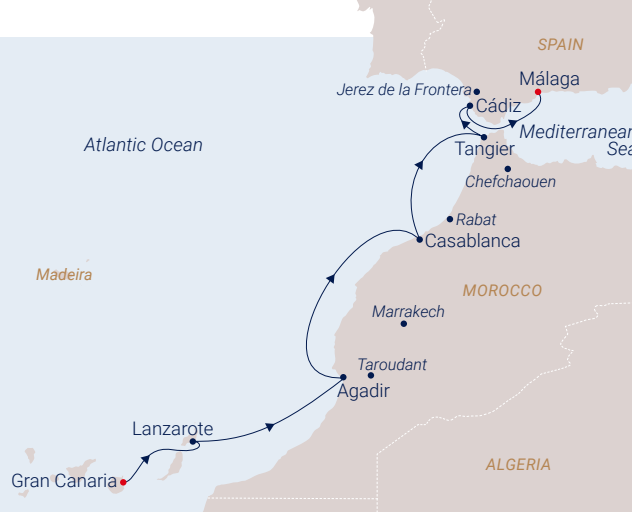 SPAIN
Málaga
Jerez de la Frontera
Cádiz
Mediterranean
Sea
Atlantic Ocean
Tangier
Chefchaouen
Rabat
Casablanca
Madeira
MOROCCO
Marrakech
Taroudant
Agadir
Lanzarote
ALGERIA
Gran Canaria